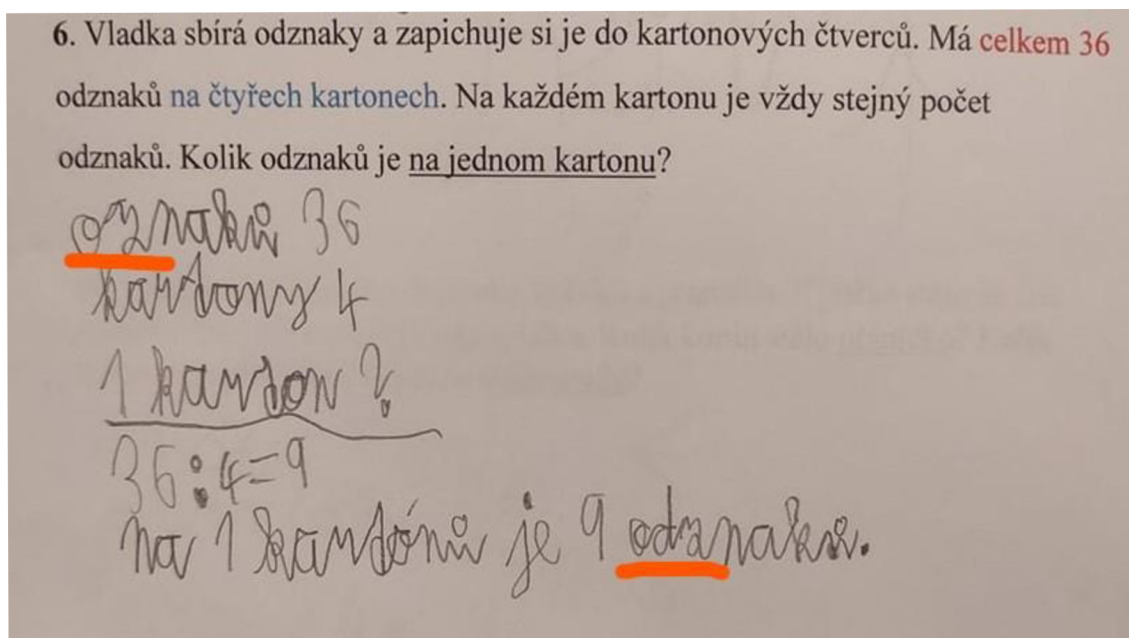 6. Vladka sbírá odznaky a zapichuje si je do kartonových čtverců. Má celkem 36
odznaků na čtyřech kartonech. Na každém kartonu je vždy stejný počet
odznaků. Kolik odznaků je na jednom kartonu?
oznaků 36
kartony 4
1 karton ?
36:4=9
na 1 kartónů je 9 odznaků.